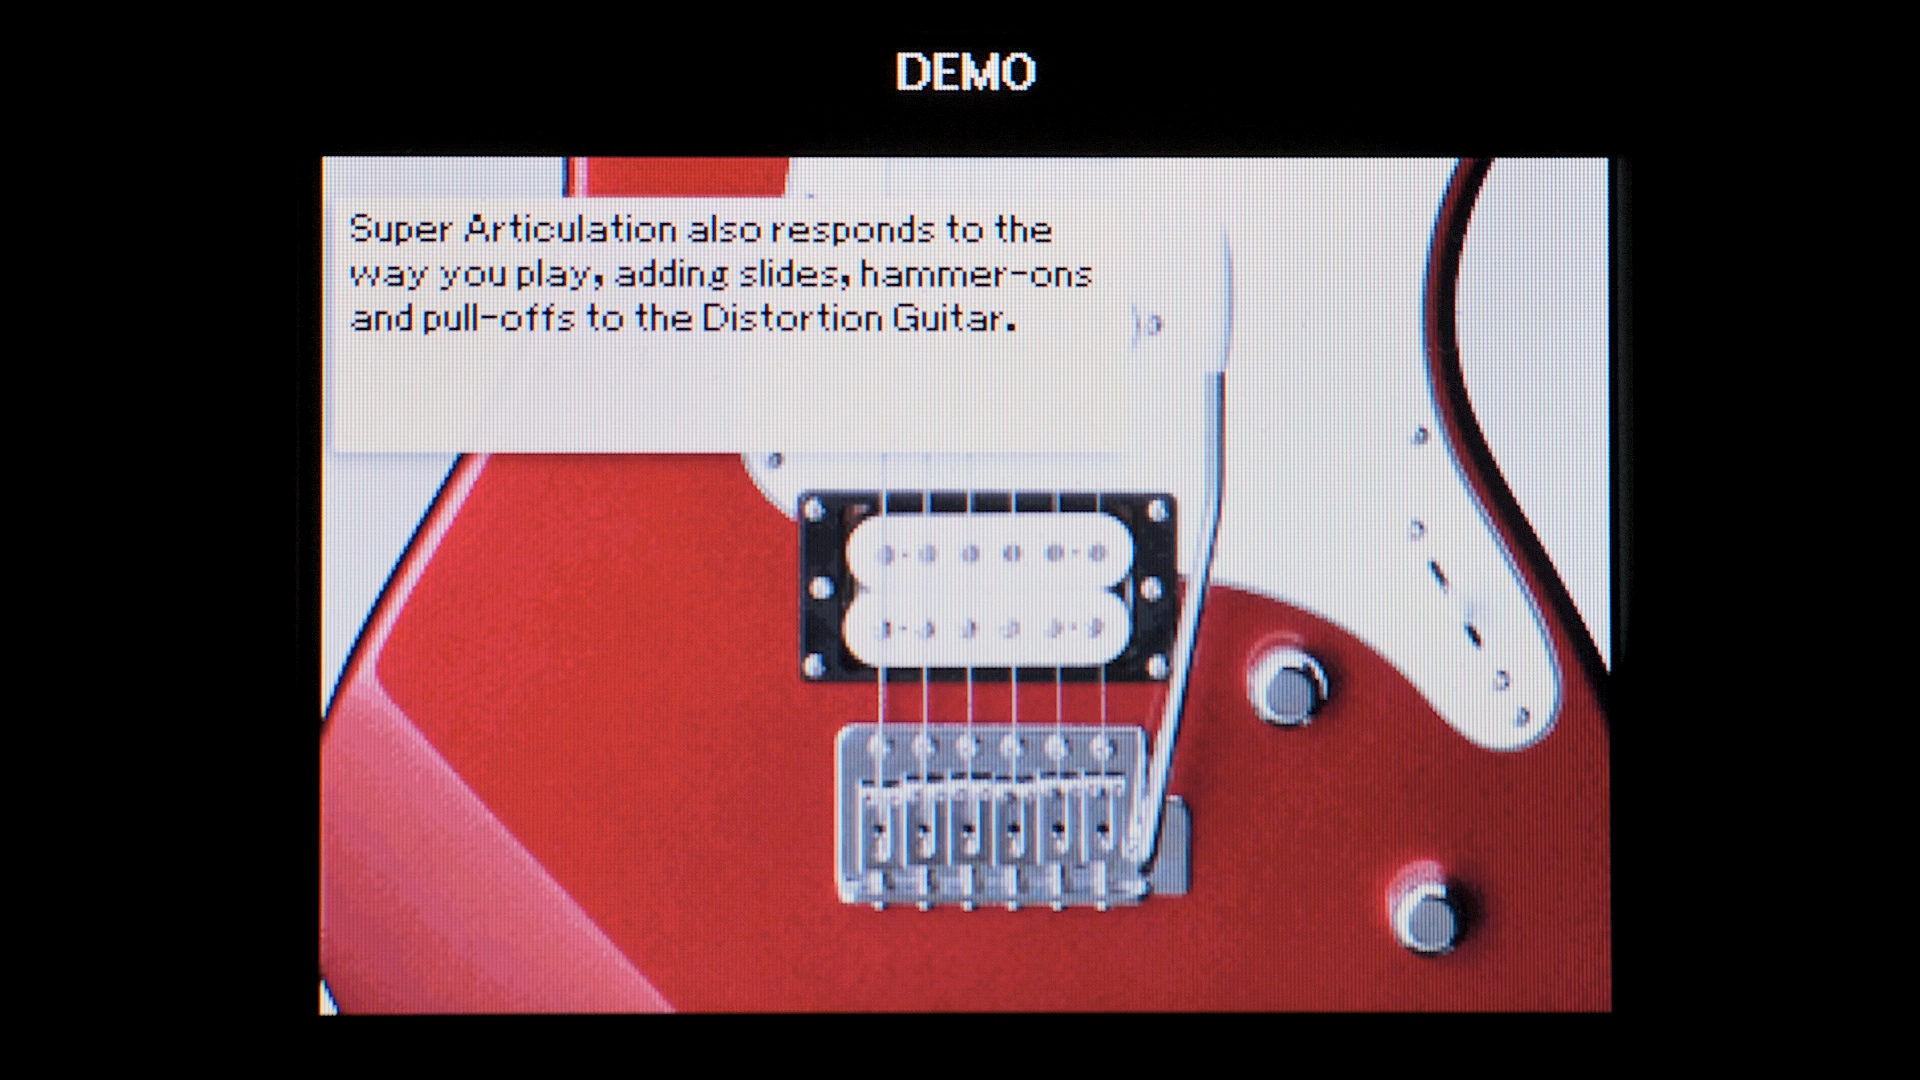 DEMO
Super Articulation also responds to the
way you play, adding slides, hammer-ons
and pull-offs to the Distortion Guitar.